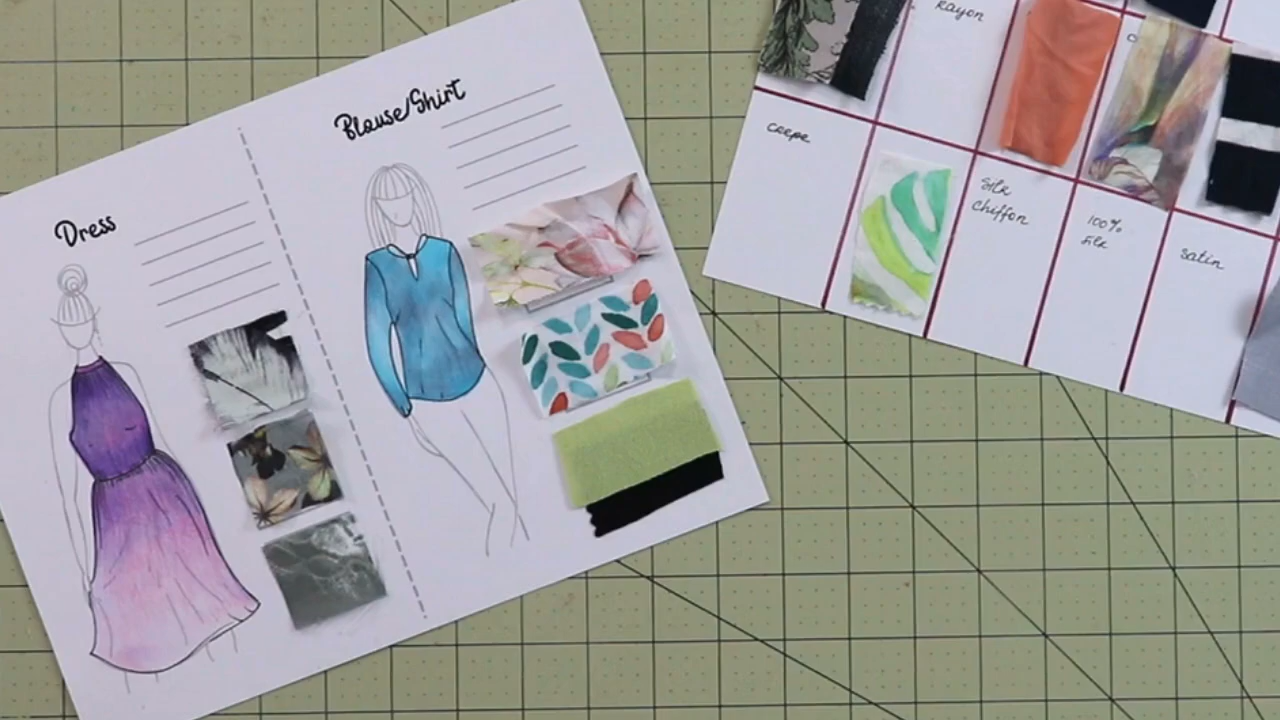 Dress
Blouse/Shirt
Rayon
crepe
Silk
chiffon
100%
silk
satin